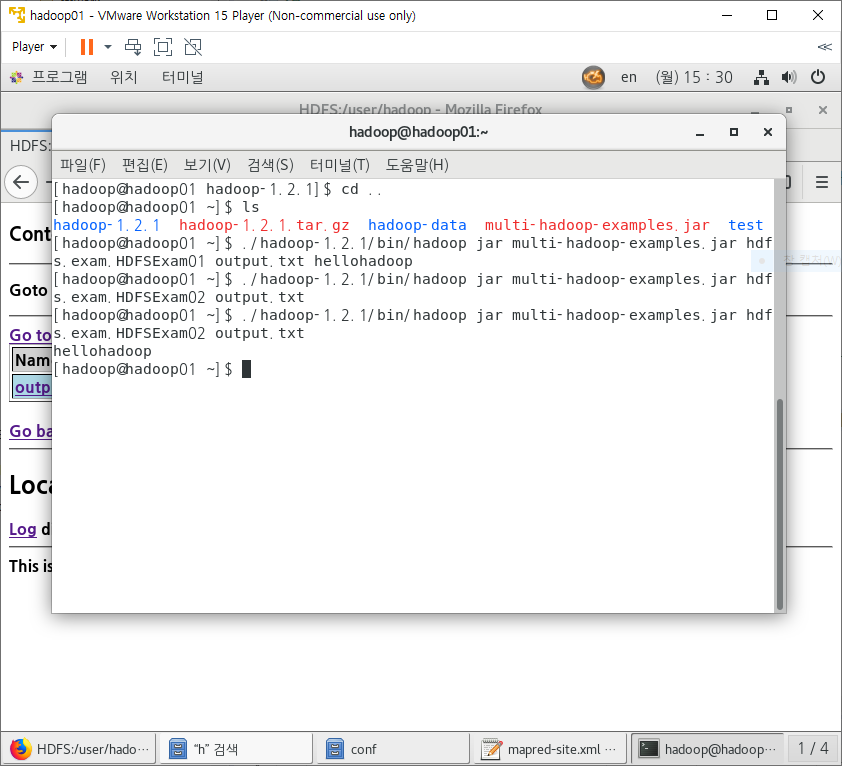 hadoop01 - VMware Workstation 15 Player (Non-commercial use only)
Player
프로그램 위치 터미널 en (월) 15 : 30
HDFS:/user/hadoop - Mozilla Firefox
HDFS:
hadoop@hadoop01:~
파일(F) 편집(E) 보기(V) 검색(S) 터미널(T) 도움말(H)
[hadoop@hadoop01 hadoop-1.2.1]$ cd ..
[hadoop@hadoop01 ~]$ ls
hadoop-1.2.1 hadoop-1.2.1.tar.gz hadoop-data multi-hadoop-examples.jar test
[hadoop@hadoop01 ~]$ ./hadoop-1.2.1/bin/hadoop jar multi-hadoop-examples.jar hdf
s.exam.HDFSExam01 output.txt hellohadoop
[hadoop@hadoop01 ~]$ ./hadoop-1.2.1/bin/hadoop jar multi-hadoop-examples.jar hdf
s.exam.HDFSExam02 output.txt
[hadoop@hadoop01 ~]$ ./hadoop-1.2.1/bin/hadoop jar multi-hadoop-examples.jar hdf
s.exam.HDFSExam02 output.txt
hellohadoop
[hadoop@hadoop01 ~]$
Cont
Goto
Go to
Nam
outp
Go ba
Loca
Log d
This is
HDFS:/user/hado… "h" 검색 conf mapred-site.xml … hadoop@hadoop… 1 / 4